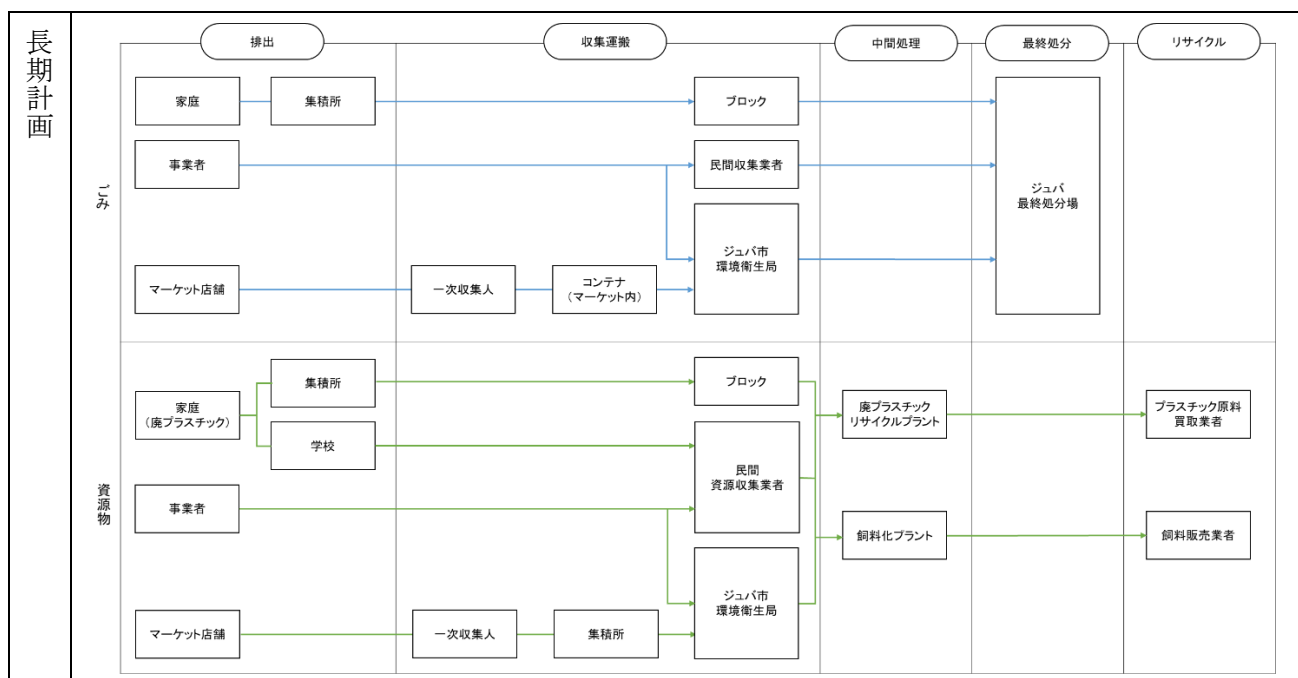 長期計画
排出
収集運搬
中間処理
最終処分
リサイクル
ごみ
家庭
集積所
ブロック
事業者
民間収集業者
ジュバ
最終処分場
ジュバ市
環境衛生局
マーケット店舗
一次収集人
コンテナ
（マーケット内）
資源物
家庭
（廃プラスチック）
集積所
ブロック
廃プラスチック
リサイクルプラント
プラスチック原料
買取業者
学校
民間
資源収集業者
事業者
飼料化プラント
飼料販売業者
ジュバ市
環境衛生局
マーケット店舗
一次収集人
集積所